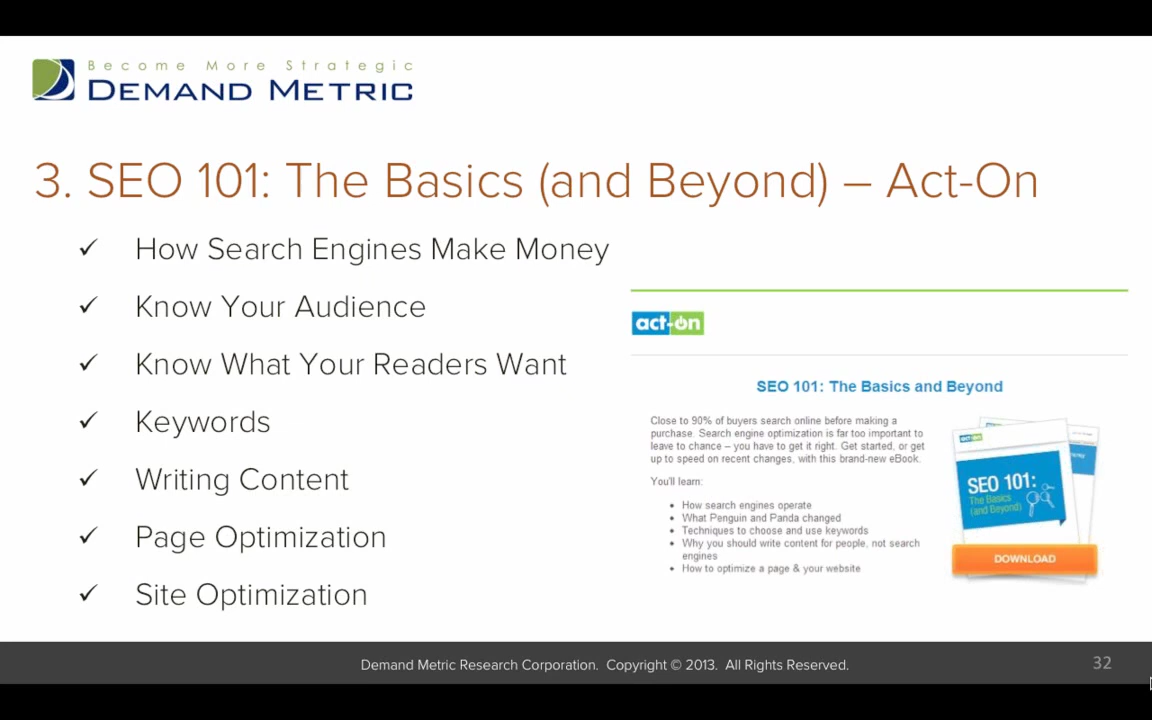 Become More Strategic
DEMAND METRIC
3. SEO 101: The Basics (and Beyond) – Act-On
✓ How Search Engines Make Money
✓ Know Your Audience
✓ Know What Your Readers Want
✓ Keywords
✓ Writing Content
✓ Page Optimization
✓ Site Optimization
act-on
SEO 101: The Basics and Beyond
Close to 90% of buyers search online before making a
purchase. Search engine optimization is far too important to
leave to chance – you have to get it right. Get started, or get
up to speed on recent changes, with this brand-new eBook.
You'll learn:
• How search engines operate
• What Penguin and Panda changed
• Techniques to choose and use keywords
• Why you should write content for people, not search
engines
• How to optimize a page & your website
act-on
SEO 101:
The Basics
(and Beyond)
DOWNLOAD
Demand Metric Research Corporation. Copyright © 2013. All Rights Reserved.
32